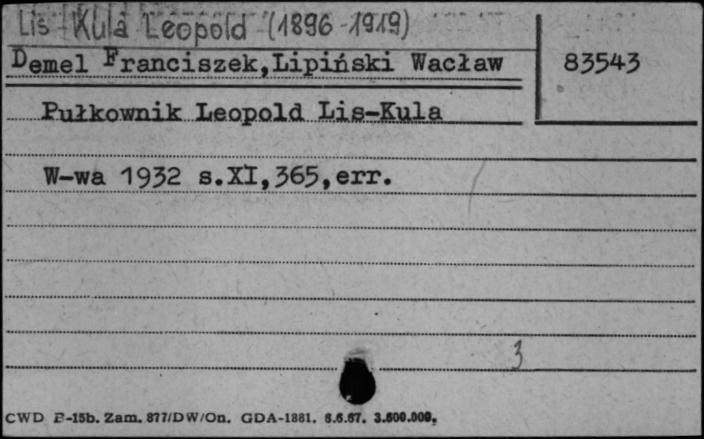 Lis-Kula Leopold (1896-1919)
Demel Franciszek,Lipiński Wacław
83543
Pułkownik Leopold Lis-Kula
W-wa 1932 s.XI,365,err.
3
CWD P-15b. Zam. 877/DW/On. GDA-1881. 6.6.67. 3.600.000.